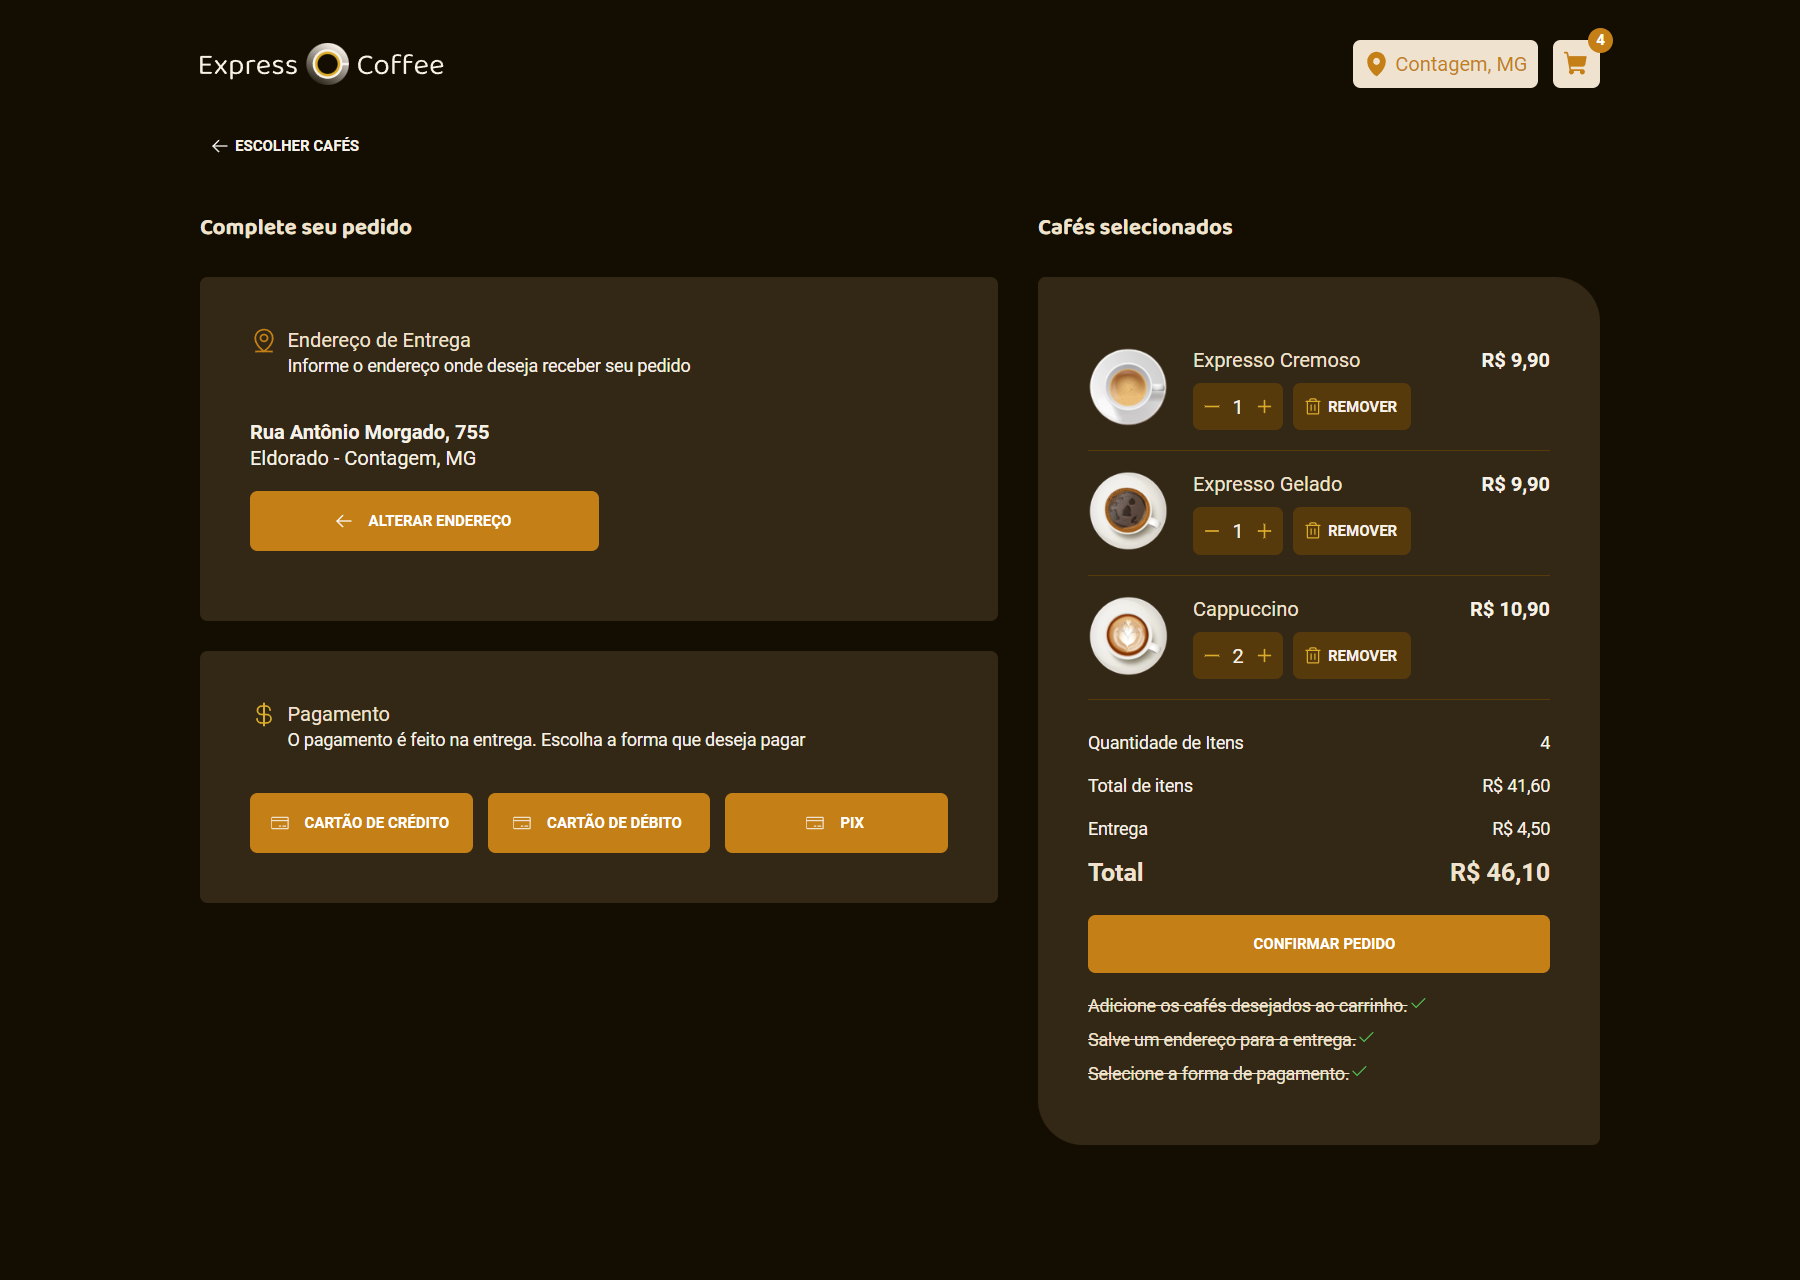 Express Coffee
Contagem, MG
4
ESCOLHER CAFÉS
Complete seu pedido
Endereço de Entrega
Informe o endereço onde deseja receber seu pedido
Rua Antônio Morgado, 755
Eldorado - Contagem, MG
ALTERAR ENDEREÇO
Pagamento
O pagamento é feito na entrega. Escolha a forma que deseja pagar
CARTÃO DE CRÉDITO
CARTÃO DE DÉBITO
PIX
Cafés selecionados
Expresso Cremoso R$ 9,90
1 REMOVER
Expresso Gelado R$ 9,90
1 REMOVER
Cappuccino R$ 10,90
2 REMOVER
Quantidade de Itens 4
Total de itens R$ 41,60
Entrega R$ 4,50
Total R$ 46,10
CONFIRMAR PEDIDO
Adicione os cafés desejados ao carrinho.
Salve um endereço para a entrega.
Selecione a forma de pagamento.